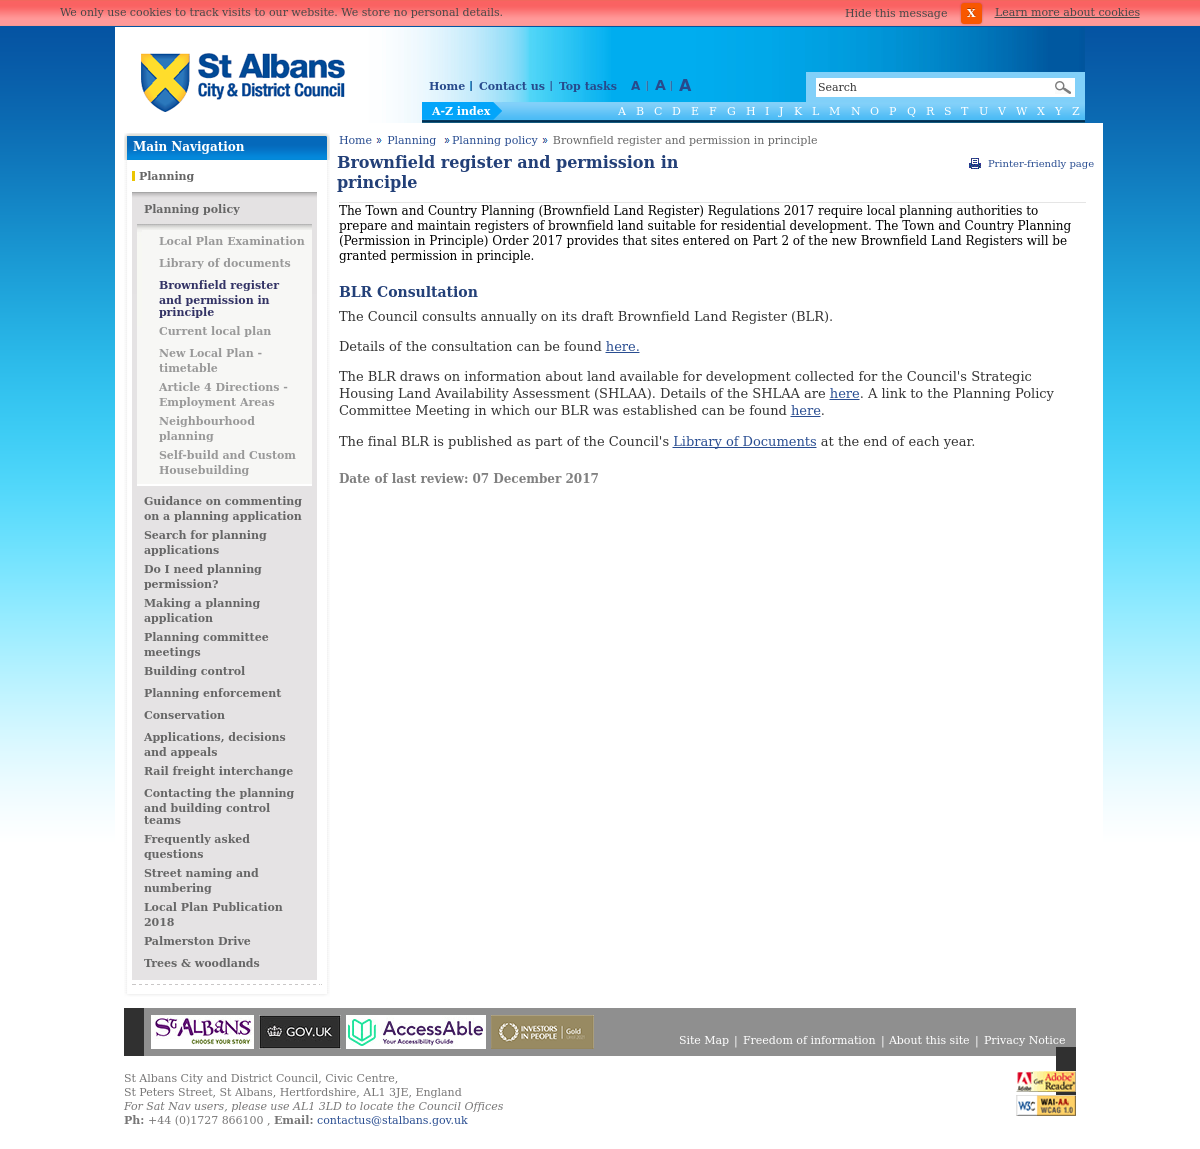 We only use cookies to track visits to our website. We store no personal details.
Hide this message X Learn more about cookies
St Albans
City & District Council
Home | Contact us | Top tasks A | A | A
Search
A-Z index
A B C D E F G H I J K L M N O P Q R S T U V W X Y Z
Main Navigation
Planning
Planning policy
Local Plan Examination
Library of documents
Brownfield register
and permission in
principle
Current local plan
New Local Plan -
timetable
Article 4 Directions -
Employment Areas
Neighbourhood
planning
Self-build and Custom
Housebuilding
Guidance on commenting
on a planning application
Search for planning
applications
Do I need planning
permission?
Making a planning
application
Planning committee
meetings
Building control
Planning enforcement
Conservation
Applications, decisions
and appeals
Rail freight interchange
Contacting the planning
and building control
teams
Frequently asked
questions
Street naming and
numbering
Local Plan Publication
2018
Palmerston Drive
Trees & woodlands
Home » Planning » Planning policy » Brownfield register and permission in principle
Brownfield register and permission in
principle
Printer-friendly page
The Town and Country Planning (Brownfield Land Register) Regulations 2017 require local planning authorities to
prepare and maintain registers of brownfield land suitable for residential development. The Town and Country Planning
(Permission in Principle) Order 2017 provides that sites entered on Part 2 of the new Brownfield Land Registers will be
granted permission in principle.
BLR Consultation
The Council consults annually on its draft Brownfield Land Register (BLR).
Details of the consultation can be found here.
The BLR draws on information about land available for development collected for the Council's Strategic
Housing Land Availability Assessment (SHLAA). Details of the SHLAA are here. A link to the Planning Policy
Committee Meeting in which our BLR was established can be found here.
The final BLR is published as part of the Council's Library of Documents at the end of each year.
Date of last review: 07 December 2017
St Albans
CHOOSE YOUR STORY
GOV.UK
AccessAble
Your Accessibility Guide
INVESTORS
IN PEOPLE
Gold
Site Map | Freedom of information | About this site | Privacy Notice
St Albans City and District Council, Civic Centre,
St Peters Street, St Albans, Hertfordshire, AL1 3JE, England
For Sat Nav users, please use AL1 3LD to locate the Council Offices
Ph: +44 (0)1727 866100 , Email: contactus@stalbans.gov.uk
Get Adobe
Reader
W3C WAI-AA
WCAG 1.0